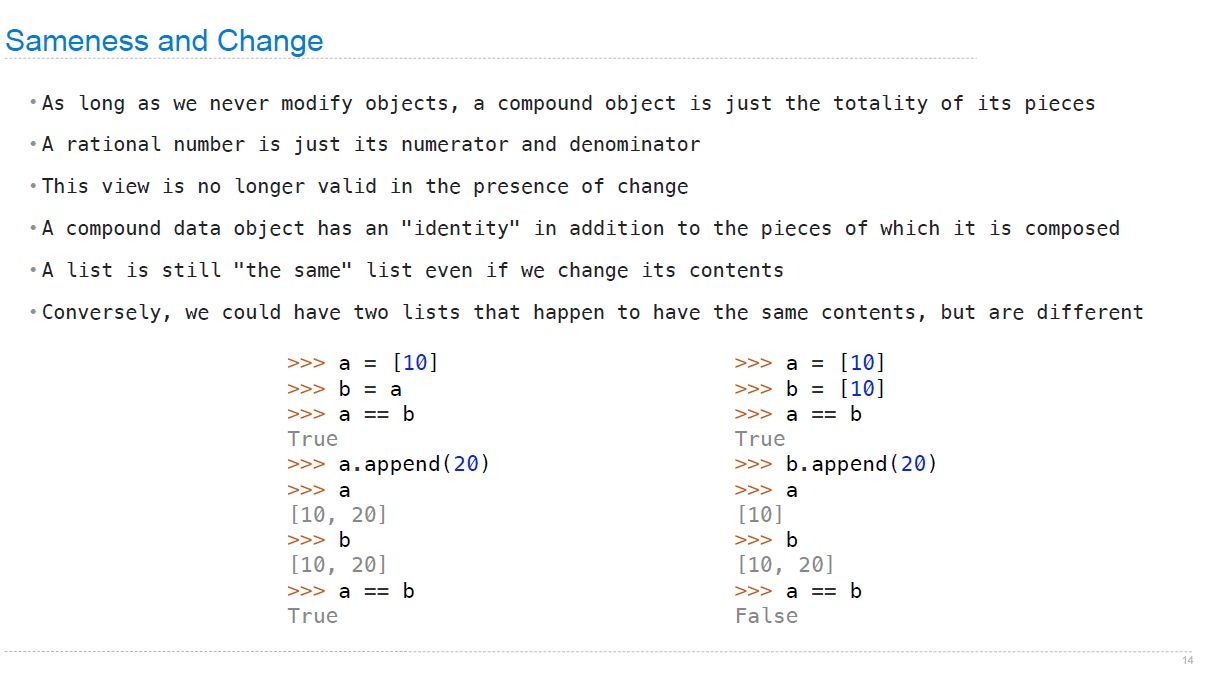 Sameness and Change
•As long as we never modify objects, a compound object is just the totality of its pieces
•A rational number is just its numerator and denominator
•This view is no longer valid in the presence of change
•A compound data object has an "identity" in addition to the pieces of which it is composed
•A list is still "the same" list even if we change its contents
•Conversely, we could have two lists that happen to have the same contents, but are different
>>> a = [10]
>>> b = a
>>> a == b
True
>>> a.append(20)
>>> a
[10, 20]
>>> b
[10, 20]
>>> a == b
True
>>> a = [10]
>>> b = [10]
>>> a == b
True
>>> b.append(20)
>>> a
[10]
>>> b
[10, 20]
>>> a == b
False
14